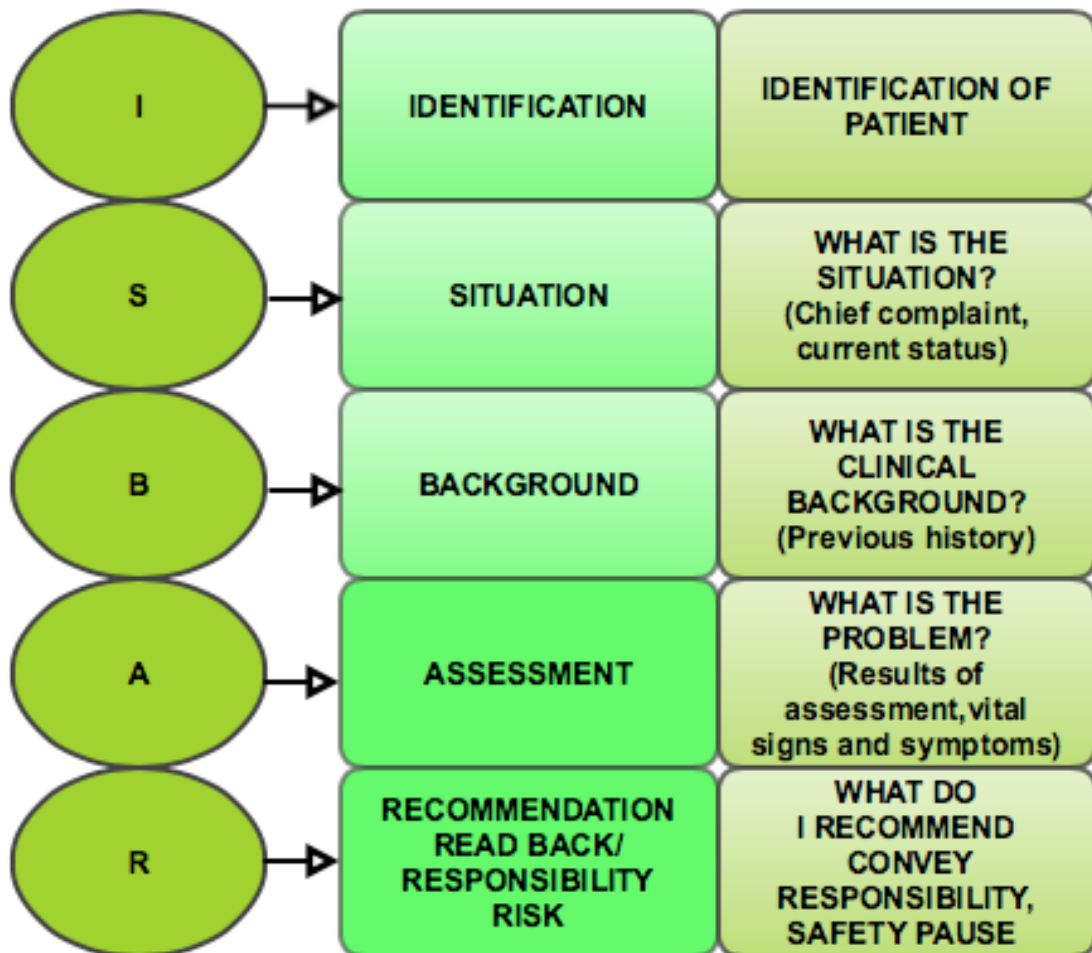 I
IDENTIFICATION
IDENTIFICATION OF
PATIENT
S
SITUATION
WHAT IS THE
SITUATION?
(Chief complaint,
current status)
B
BACKGROUND
WHAT IS THE
CLINICAL
BACKGROUND?
(Previous history)
A
ASSESSMENT
WHAT IS THE
PROBLEM?
(Results of
assessment,vital
signs and symptoms)
R
RECOMMENDATION
READ BACK/
RESPONSIBILITY
RISK
WHAT DO
I RECOMMEND
CONVEY
RESPONSIBILITY,
SAFETY PAUSE